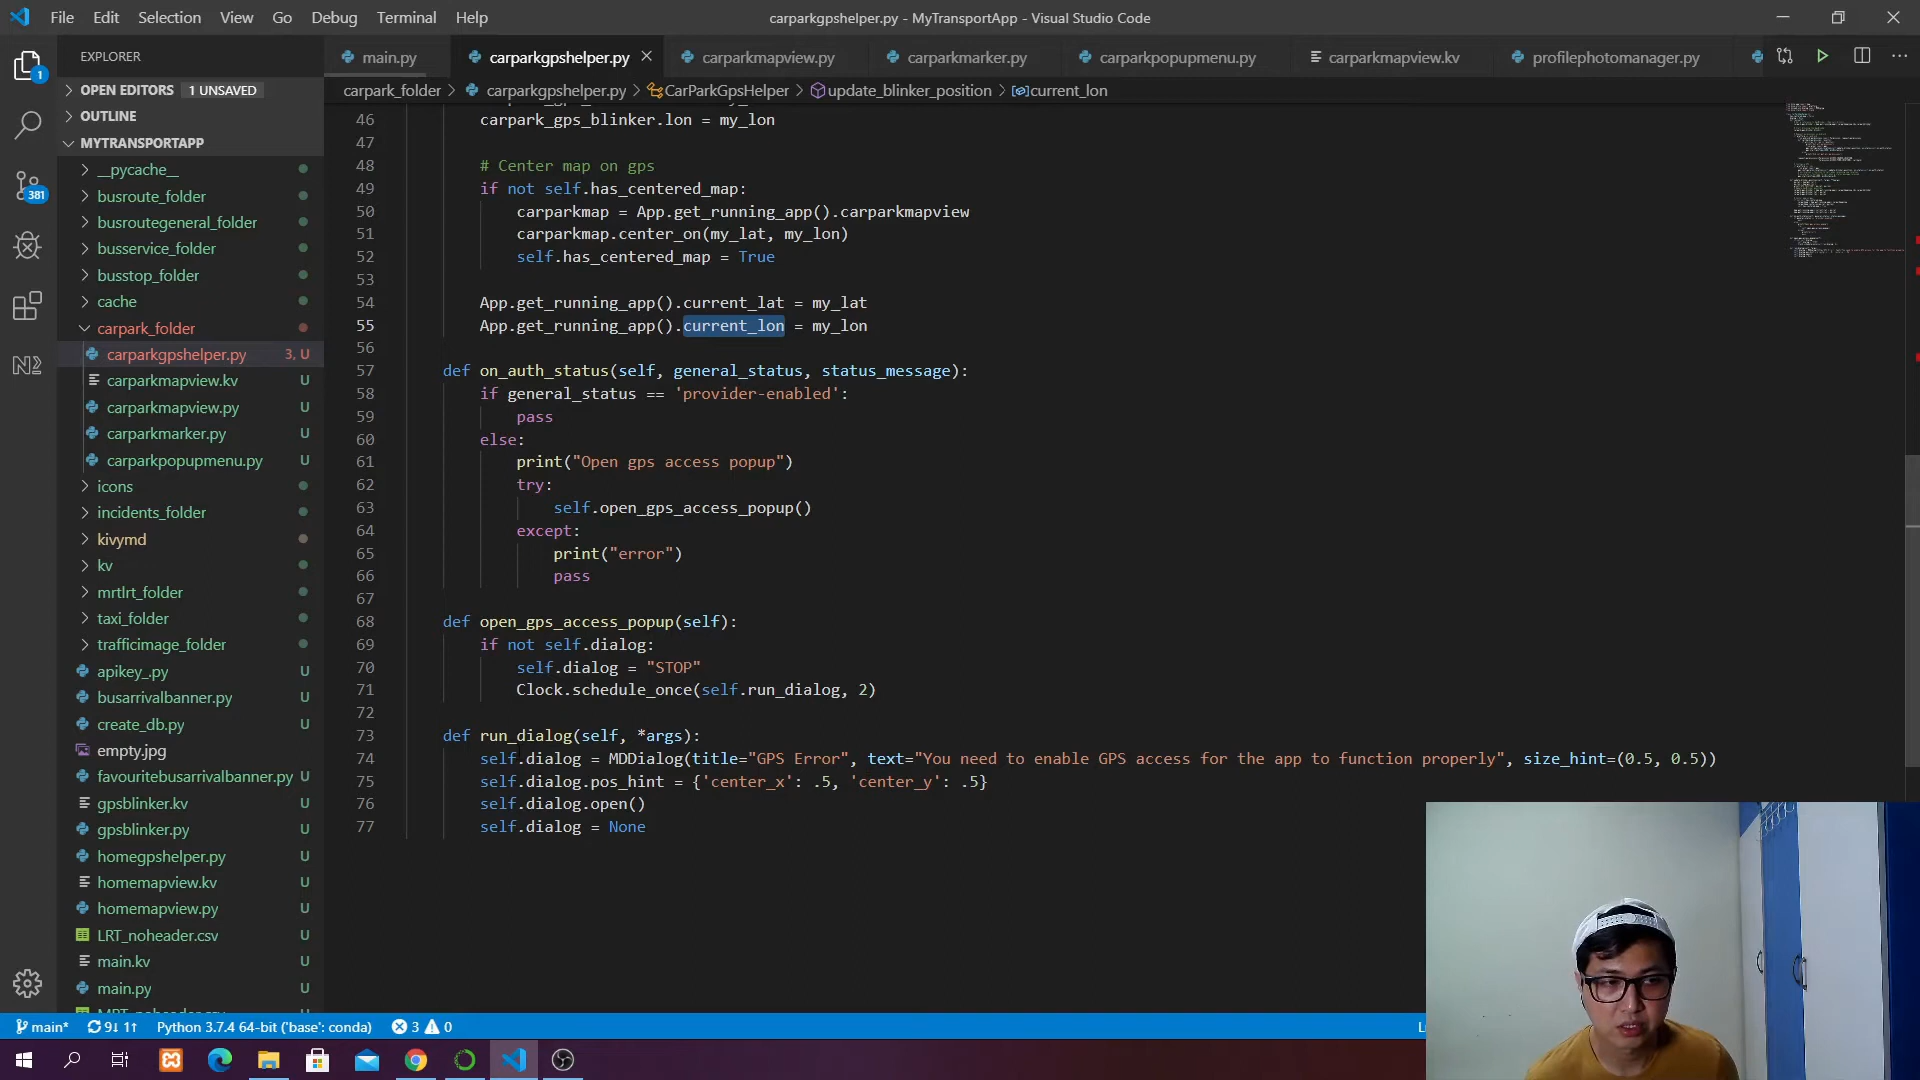 File Edit Selection View Go Debug Terminal Help
carparkgpshelper.py - MyTransportApp - Visual Studio Code
EXPLORER
main.py
carparkgpshelper.py
carparkmapview.py
carparkmarker.py
carparkpopupmenu.py
carparkmapview.kv
profilephotomanager.py
OPEN EDITORS 1 UNSAVED
OUTLINE
MYTRANSPORTAPP
__pycache__
busroute_folder
busroutegeneral_folder
busservice_folder
busstop_folder
cache
carpark_folder
carparkgpshelper.py 3, U
carparkmapview.kv U
carparkmapview.py U
carparkmarker.py U
carparkpopupmenu.py U
icons
incidents_folder
kivymd
kv
mrtlrt_folder
taxi_folder
trafficimage_folder
apikey_.py U
busarrivalbanner.py U
create_db.py U
empty.jpg
favouritebusarrivalbanner.py U
gpsblinker.kv U
gpsblinker.py U
homegpshelper.py U
homemapview.kv U
homemapview.py U
LRT_noheader.csv U
main.kv U
main.py U
1
381
carpark_folder > carparkgpshelper.py > CarParkGpsHelper > update_blinker_position > current_lon
46 carpark_gps_blinker.lon = my_lon
47
48 # Center map on gps
49 if not self.has_centered_map:
50 carparkmap = App.get_running_app().carparkmapview
51 carparkmap.center_on(my_lat, my_lon)
52 self.has_centered_map = True
53
54 App.get_running_app().current_lat = my_lat
55 App.get_running_app().current_lon = my_lon
56
57 def on_auth_status(self, general_status, status_message):
58 if general_status == 'provider-enabled':
59 pass
60 else:
61 print("Open gps access popup")
62 try:
63 self.open_gps_access_popup()
64 except:
65 print("error")
66 pass
67
68 def open_gps_access_popup(self):
69 if not self.dialog:
70 self.dialog = "STOP"
71 Clock.schedule_once(self.run_dialog, 2)
72
73 def run_dialog(self, *args):
74 self.dialog = MDDialog(title="GPS Error", text="You need to enable GPS access for the app to function properly", size_hint=(0.5, 0.5))
75 self.dialog.pos_hint = {'center_x': .5, 'center_y': .5}
76 self.dialog.open()
77 self.dialog = None
main* 9↓ 1↑ Python 3.7.4 64-bit ('base': conda) 3 0